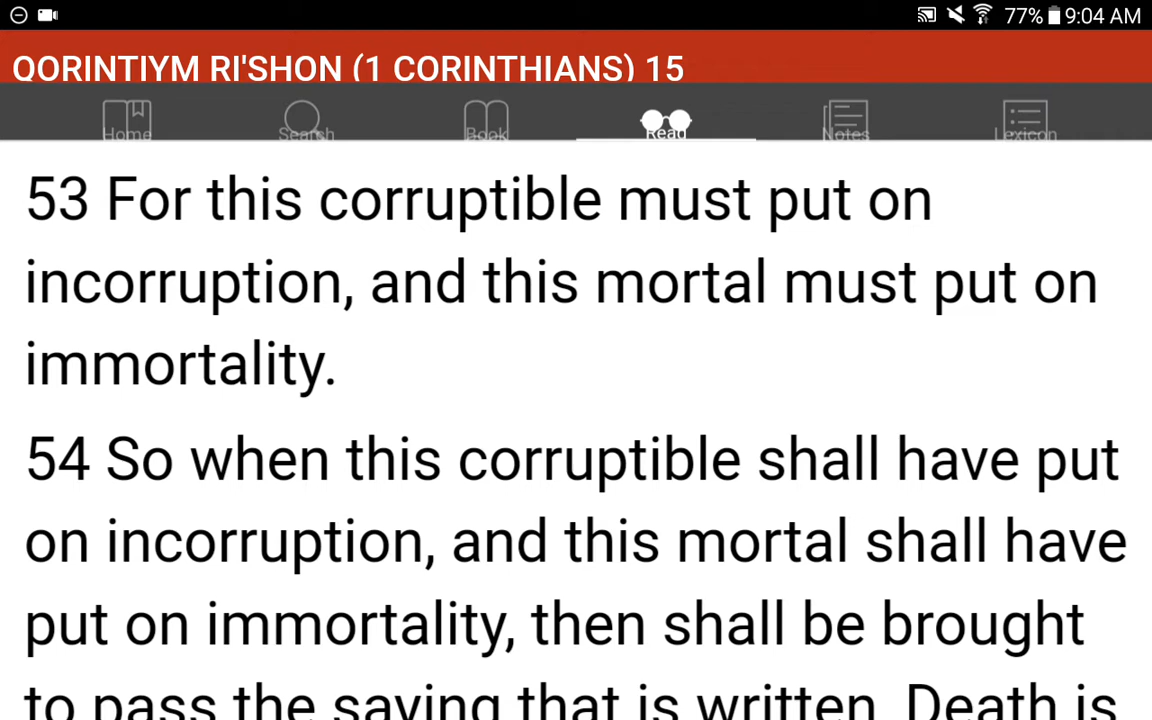 77% 9:04 AM
QORINTIYM RI'SHON (1 CORINTHIANS) 15
Home Search Book Read Notes Lexicon
53 For this corruptible must put on
incorruption, and this mortal must put on
immortality.
54 So when this corruptible shall have put
on incorruption, and this mortal shall have
put on immortality, then shall be brought
to pass the saying that is written, Death is